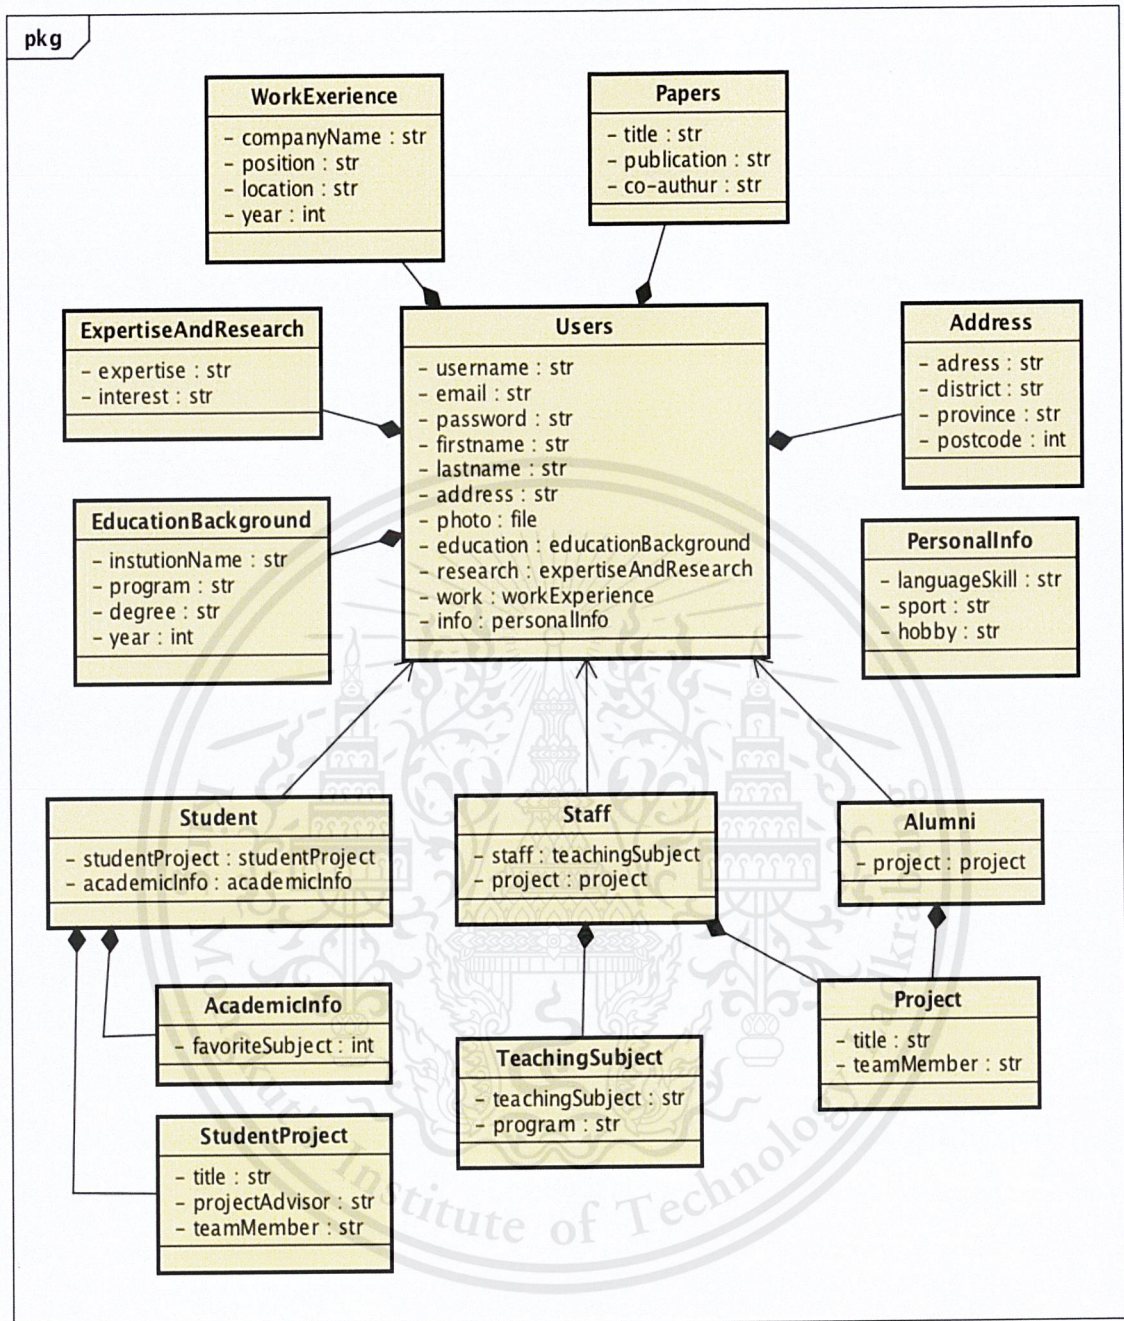 pkg
WorkExerience
- companyName : str
- position : str
- location : str
- year : int
Papers
- title : str
- publication : str
- co-authur : str
ExpertiseAndResearch
- expertise : str
- interest : str
Users
- username : str
- email : str
- password : str
- firstname : str
- lastname : str
- address : str
- photo : file
- education : educationBackground
- research : expertiseAndResearch
- work : workExperience
- info : personalInfo
Address
- adress : str
- district : str
- province : str
- postcode : int
EducationBackground
- instutionName : str
- program : str
- degree : str
- year : int
PersonalInfo
- languageSkill : str
- sport : str
- hobby : str
Student
- studentProject : studentProject
- academicInfo : academicInfo
Staff
- staff : teachingSubject
- project : project
Alumni
- project : project
AcademicInfo
- favoriteSubject : int
TeachingSubject
- teachingSubject : str
- program : str
Project
- title : str
- teamMember : str
StudentProject
- title : str
- projectAdvisor : str
- teamMember : str
King Mongkut's Institute of Technology Ladkrabang